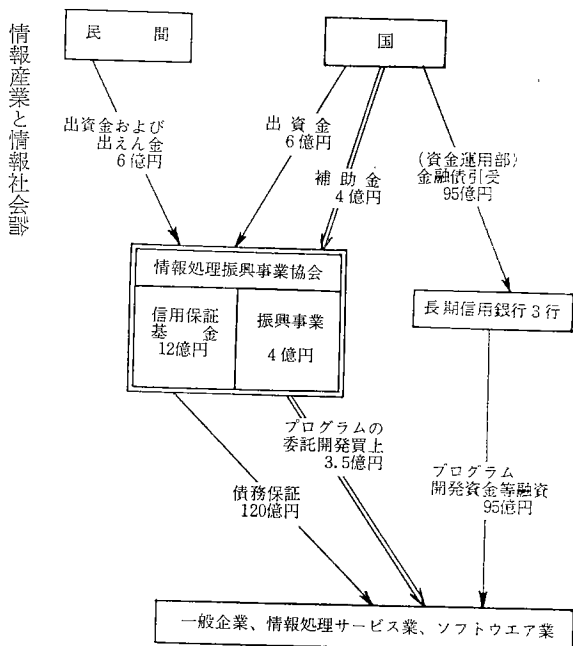 情報産業と情報社会論
民間
国
出資金および
出えん金
6億円
出資金
6億円
補助金
4億円
(資金運用部)
金融債引受
95億円
情報処理振興事業協会
信用保証
基金
12億円
振興事業
4億円
長期信用銀行3行
プログラムの
委託開発買上
3.5億円
債務保証
120億円
プログラム
開発資金等融資
95億円
一般企業、情報処理サービス業、ソフトウエア業